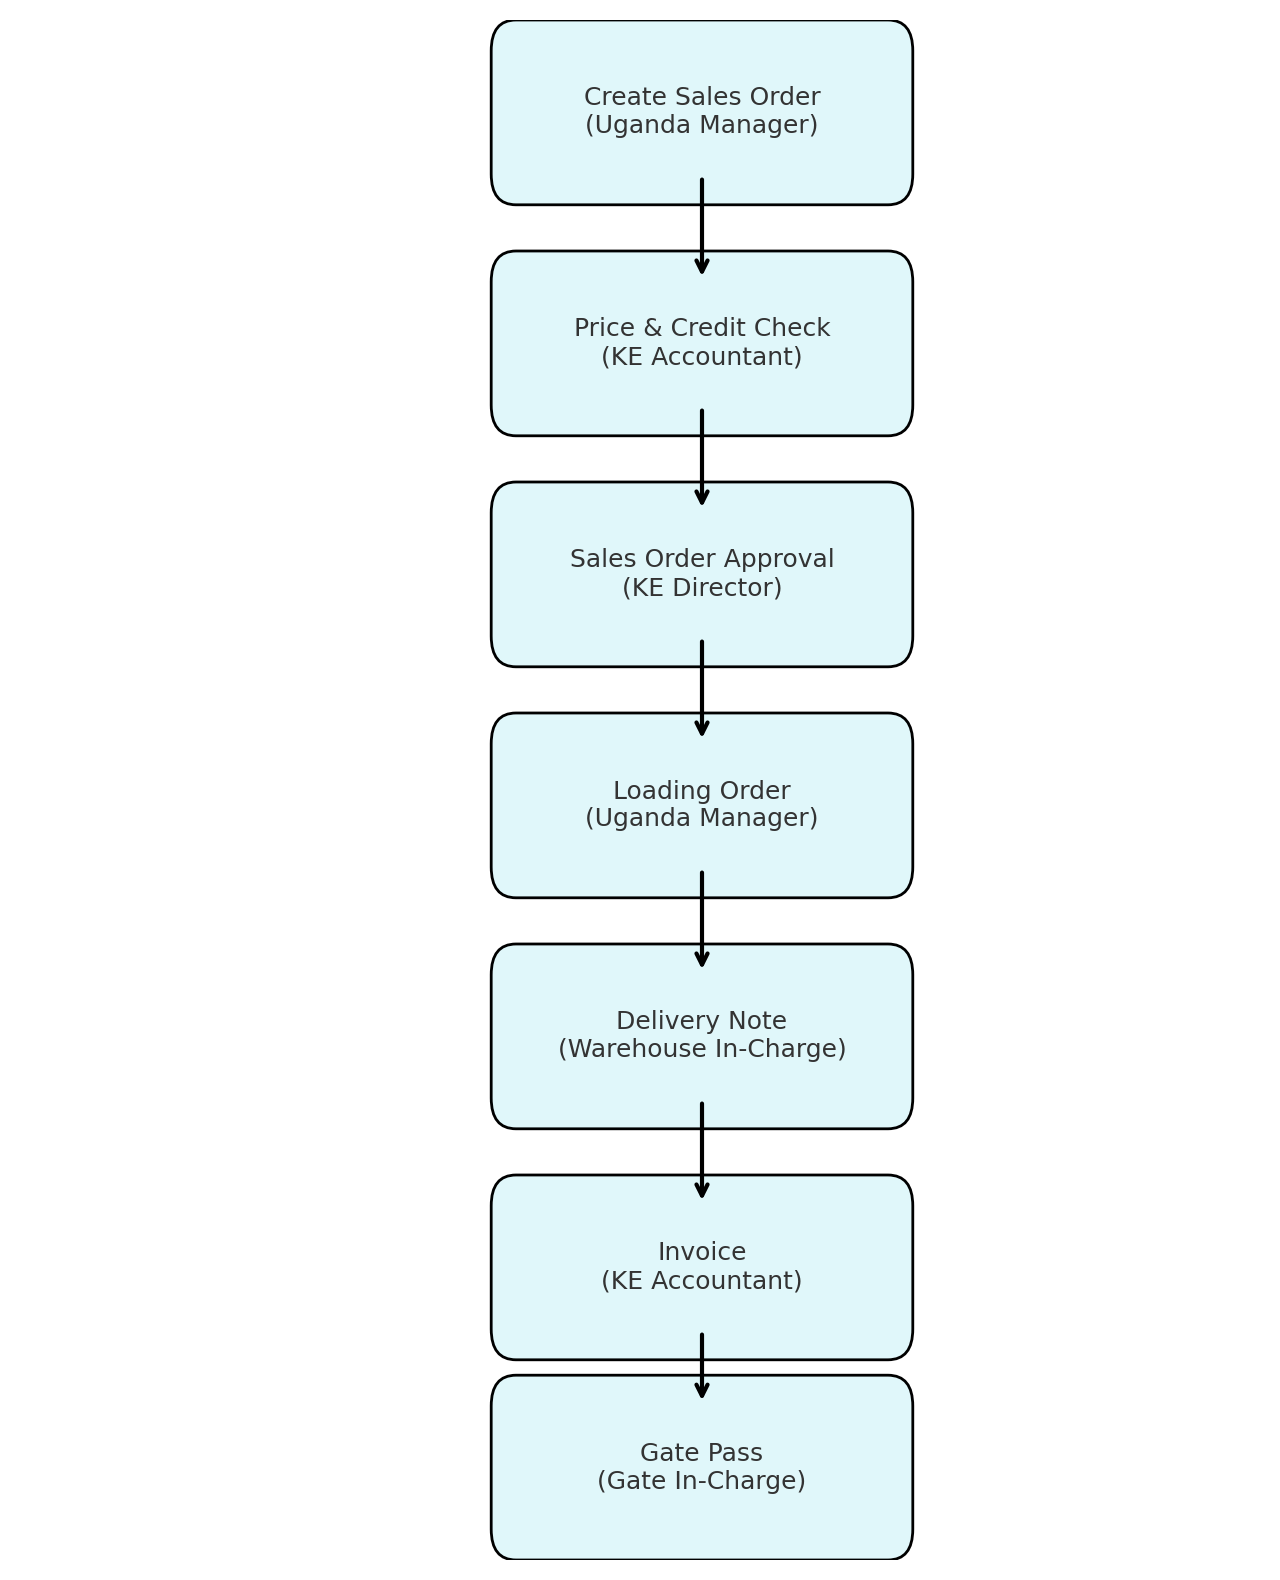 Create Sales Order
(Uganda Manager)
Price & Credit Check
(KE Accountant)
Sales Order Approval
(KE Director)
Loading Order
(Uganda Manager)
Delivery Note
(Warehouse In-Charge)
Invoice
(KE Accountant)
Gate Pass
(Gate In-Charge)